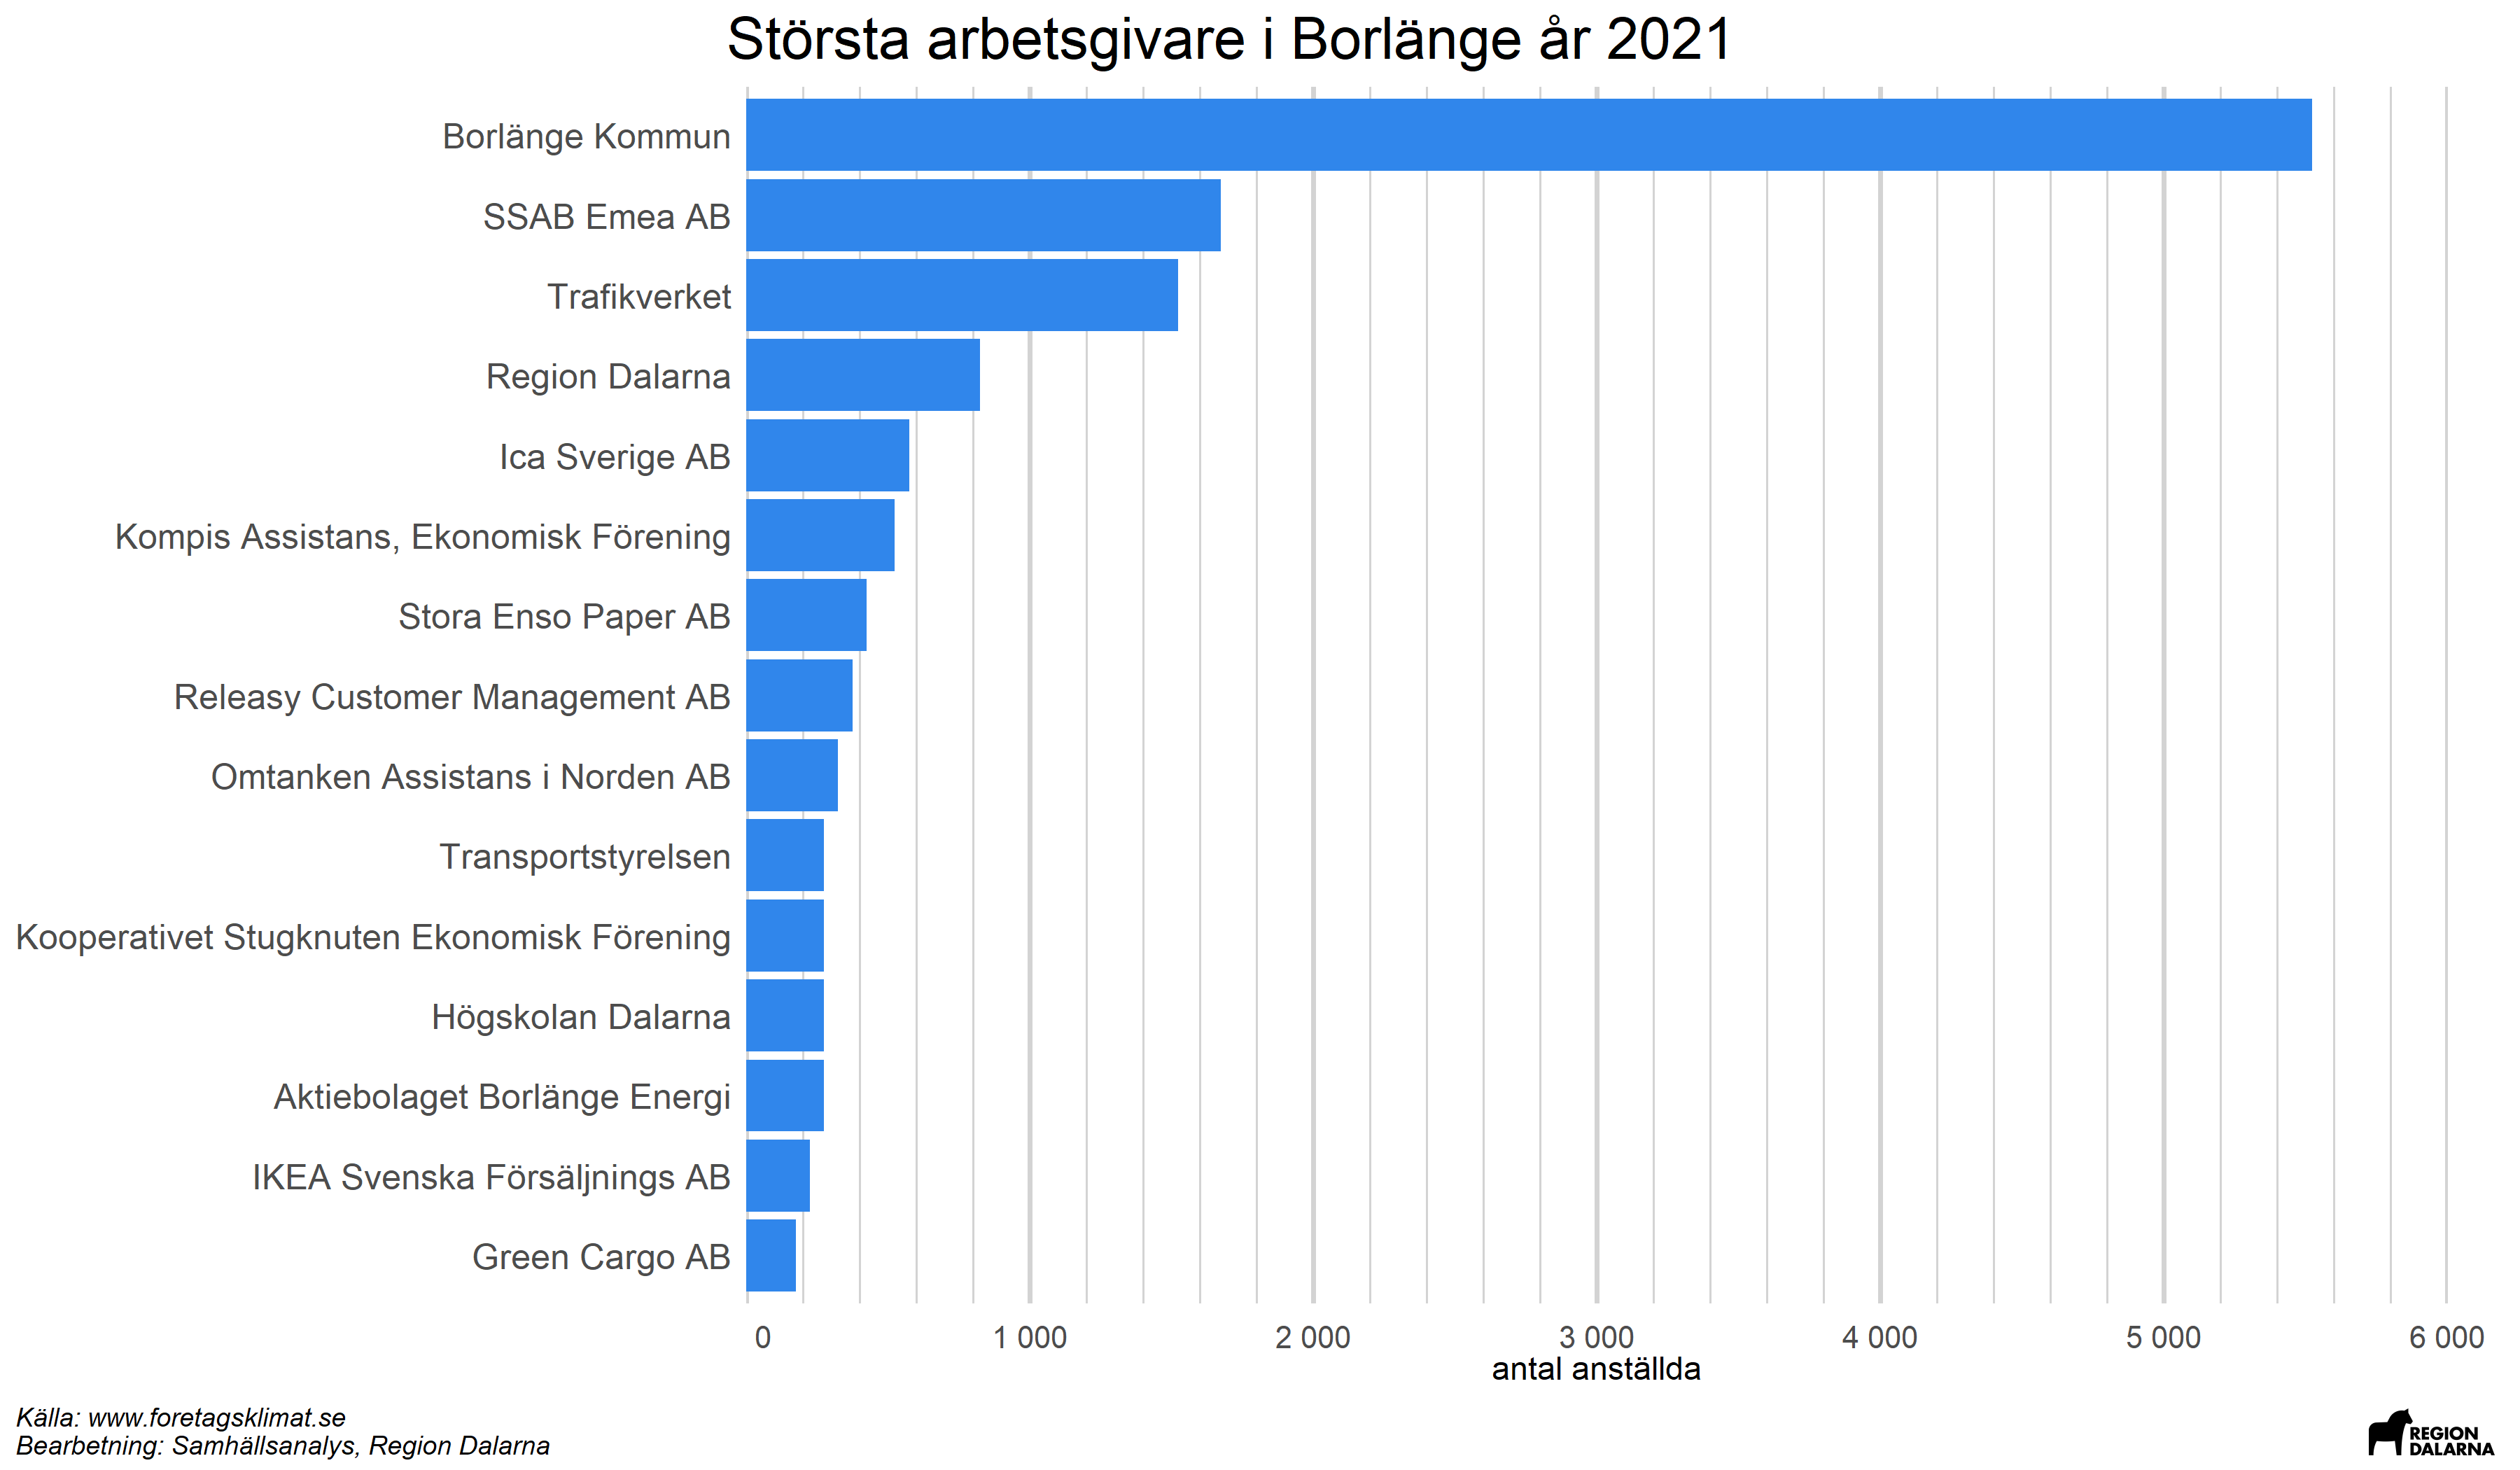 Största arbetsgivare i Borlänge år 2021
Borlänge Kommun
SSAB Emea AB
Trafikverket
Region Dalarna
Ica Sverige AB
Kompis Assistans, Ekonomisk Förening
Stora Enso Paper AB
Releasy Customer Management AB
Omtanken Assistans i Norden AB
Transportstyrelsen
Kooperativet Stugknuten Ekonomisk Förening
Högskolan Dalarna
Aktiebolaget Borlänge Energi
IKEA Svenska Försäljnings AB
Green Cargo AB
0 1 000 2 000 3 000 4 000 5 000 6 000
antal anställda
Källa: www.foretagsklimat.se
Bearbetning: Samhällsanalys, Region Dalarna
REGION
DALARNA